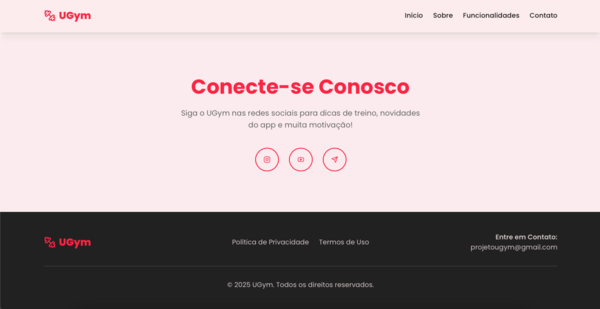 UGym
Início
Sobre
Funcionalidades
Contato
Conecte-se Conosco
Siga o UGym nas redes sociais para dicas de treino, novidades
do app e muita motivação!
UGym
Política de Privacidade
Termos de Uso
Entre em Contato:
projetougym@gmail.com
© 2025 UGym. Todos os direitos reservados.